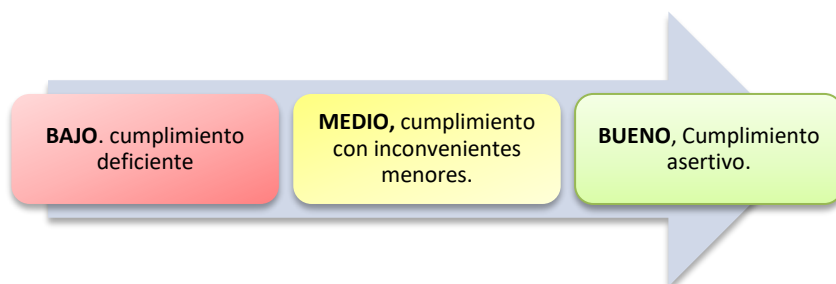 BAJO. cumplimiento
deficiente
MEDIO, cumplimiento
con inconvenientes
menores.
BUENO, Cumplimiento
asertivo.